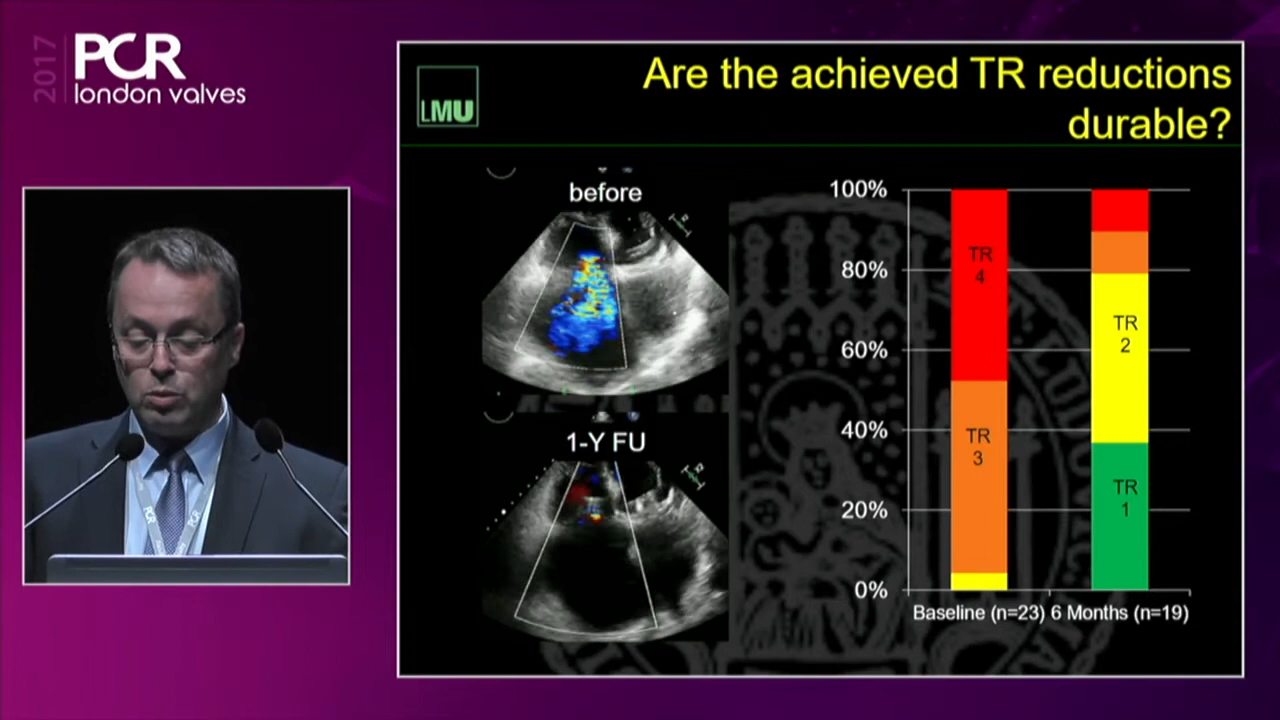 2017
PCR
london valves
LMU
Are the achieved TR reductions
durable?
before
1-Y FU
100%
80%
60%
40%
20%
0%
TR
4
TR
3
TR
2
TR
1
Baseline (n=23) 6 Months (n=19)
PCR
PCR